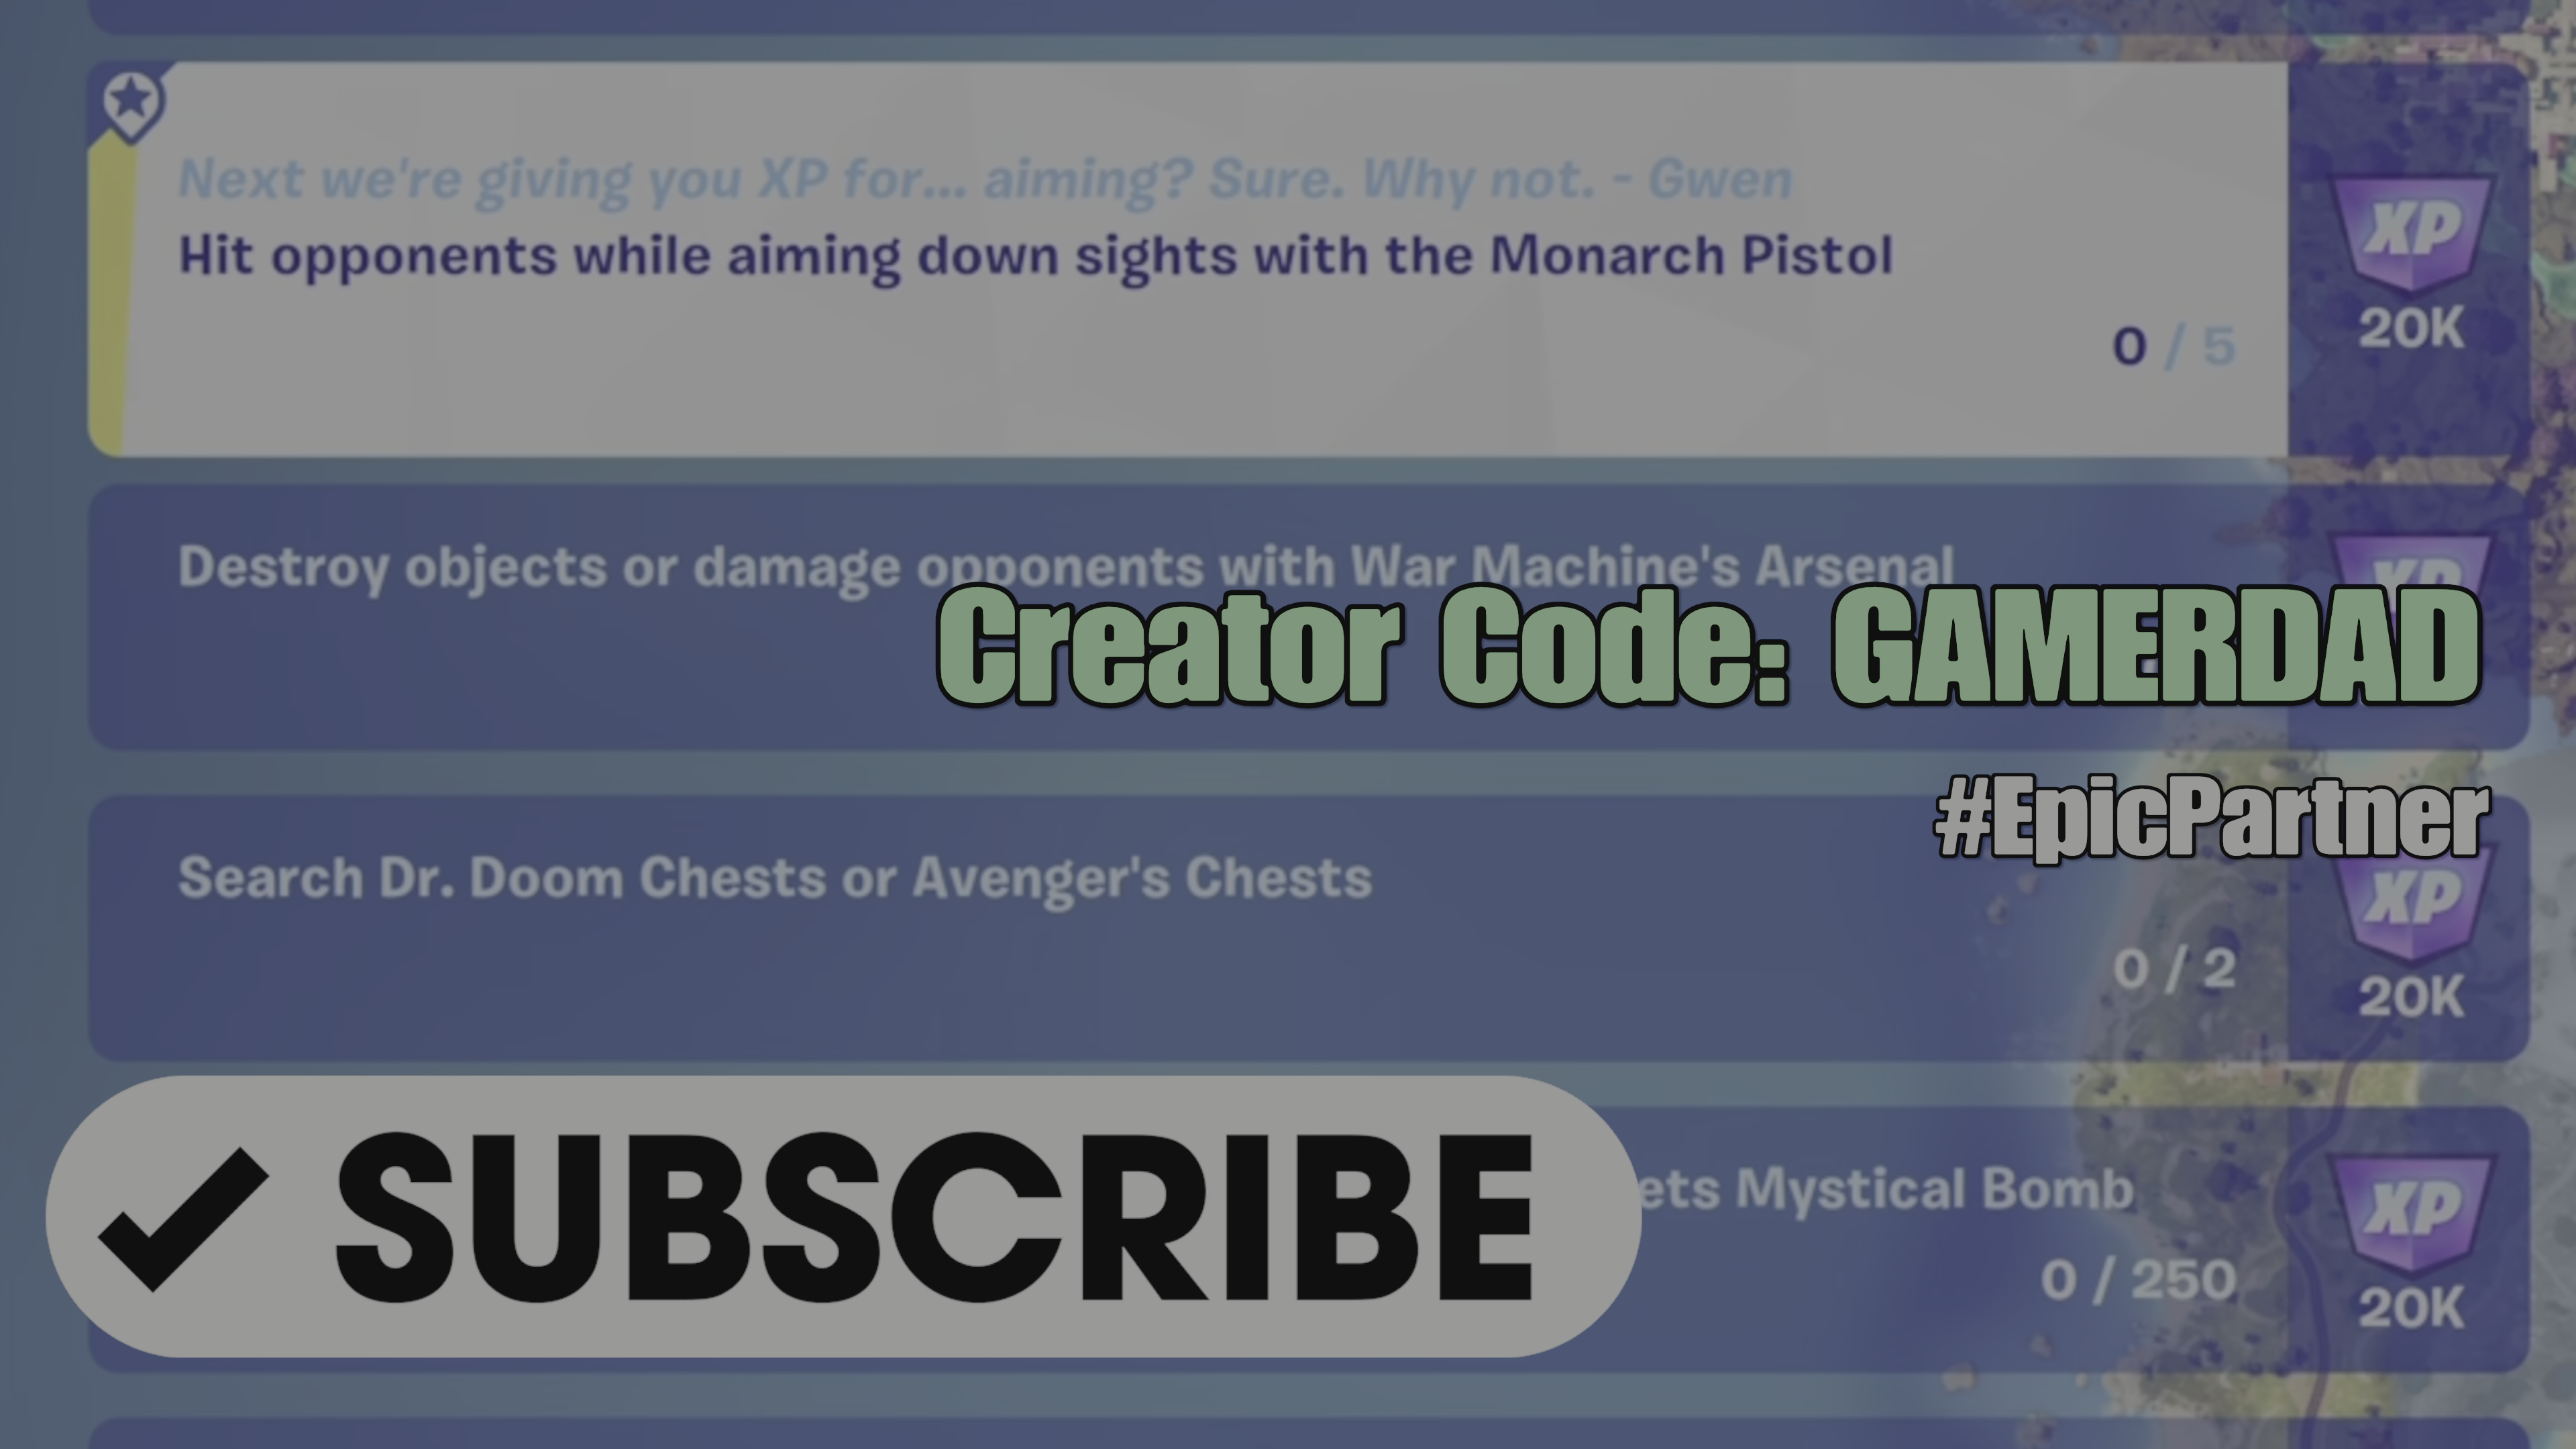 Next we're giving you XP for... aiming? Sure. Why not. - Gwen
Hit opponents while aiming down sights with the Monarch Pistol
0 / 5
XP
20K
Destroy objects or damage opponents with War Machine's Arsenal
XP
Creator Code: GAMERDAD
#EpicPartner
Search Dr. Doom Chests or Avenger's Chests
0 / 2
XP
20K
SUBSCRIBE
Mystical Bomb
0 / 250
XP
20K